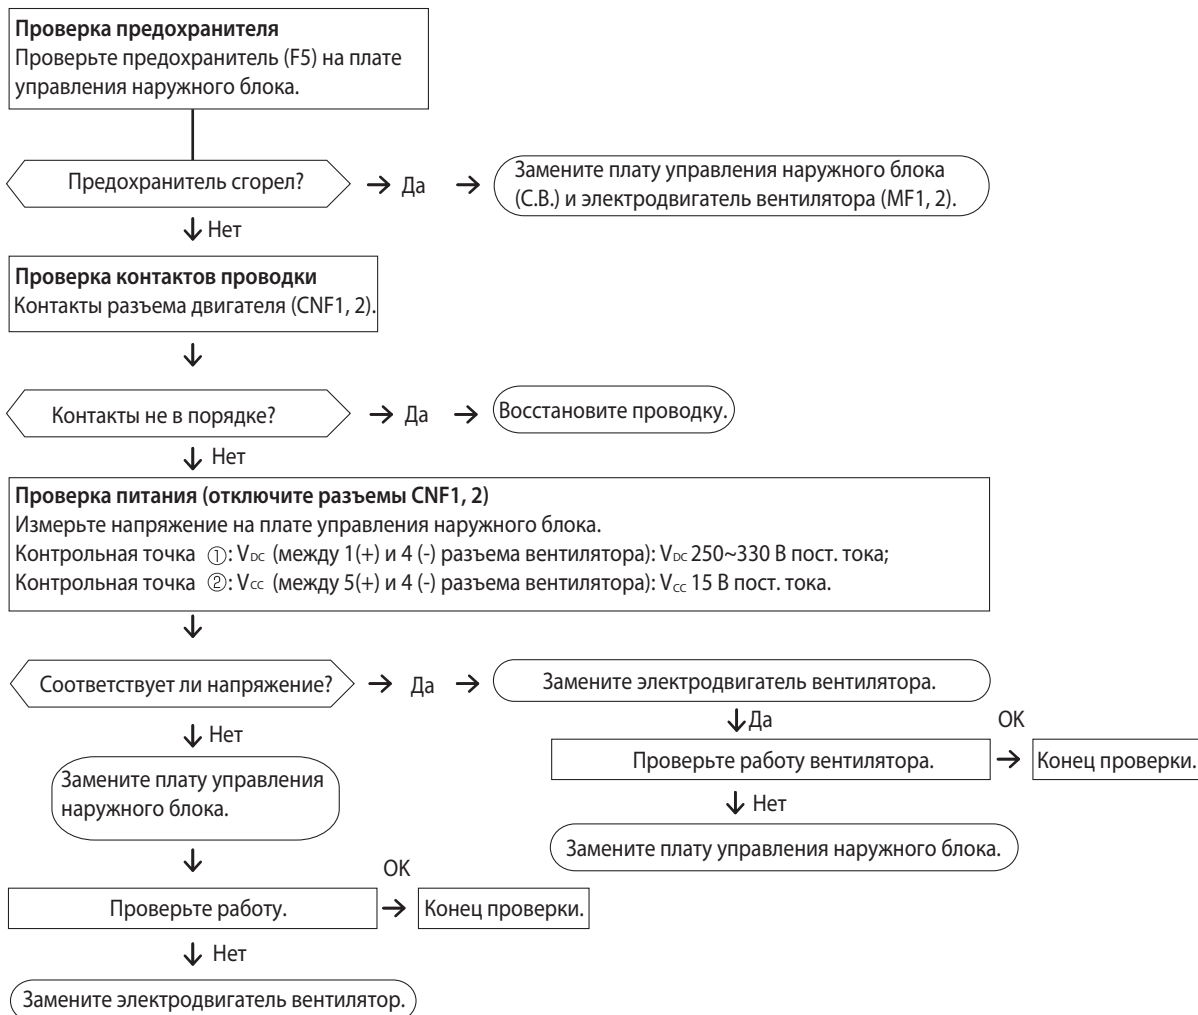 Проверка предохранителя
Проверьте предохранитель (F5) на плате
управления наружного блока.
Предохранитель сгорел?
Да
Замените плату управления наружного блока
(C.B.) и электродвигатель вентилятора (MF1, 2).
Нет
Проверка контактов проводки
Контакты разъема двигателя (CNF1, 2).
Контакты не в порядке?
Да
Восстановите проводку.
Нет
Проверка питания (отключите разъемы CNF1, 2)
Измерьте напряжение на плате управления наружного блока.
Контрольная точка ①: VDC (между 1(+) и 4 (-) разъема вентилятора): VDC 250~330 В пост. тока;
Контрольная точка ②: VCC (между 5(+) и 4 (-) разъема вентилятора): VCC 15 В пост. тока.
Соответствует ли напряжение?
Да
Замените электродвигатель вентилятора.
Да
OK
Проверьте работу вентилятора.
Конец проверки.
Нет
Замените плату управления наружного блока.
Нет
Замените плату управления
наружного блока.
OK
Проверьте работу.
Конец проверки.
Нет
Замените электродвигатель вентилятор.